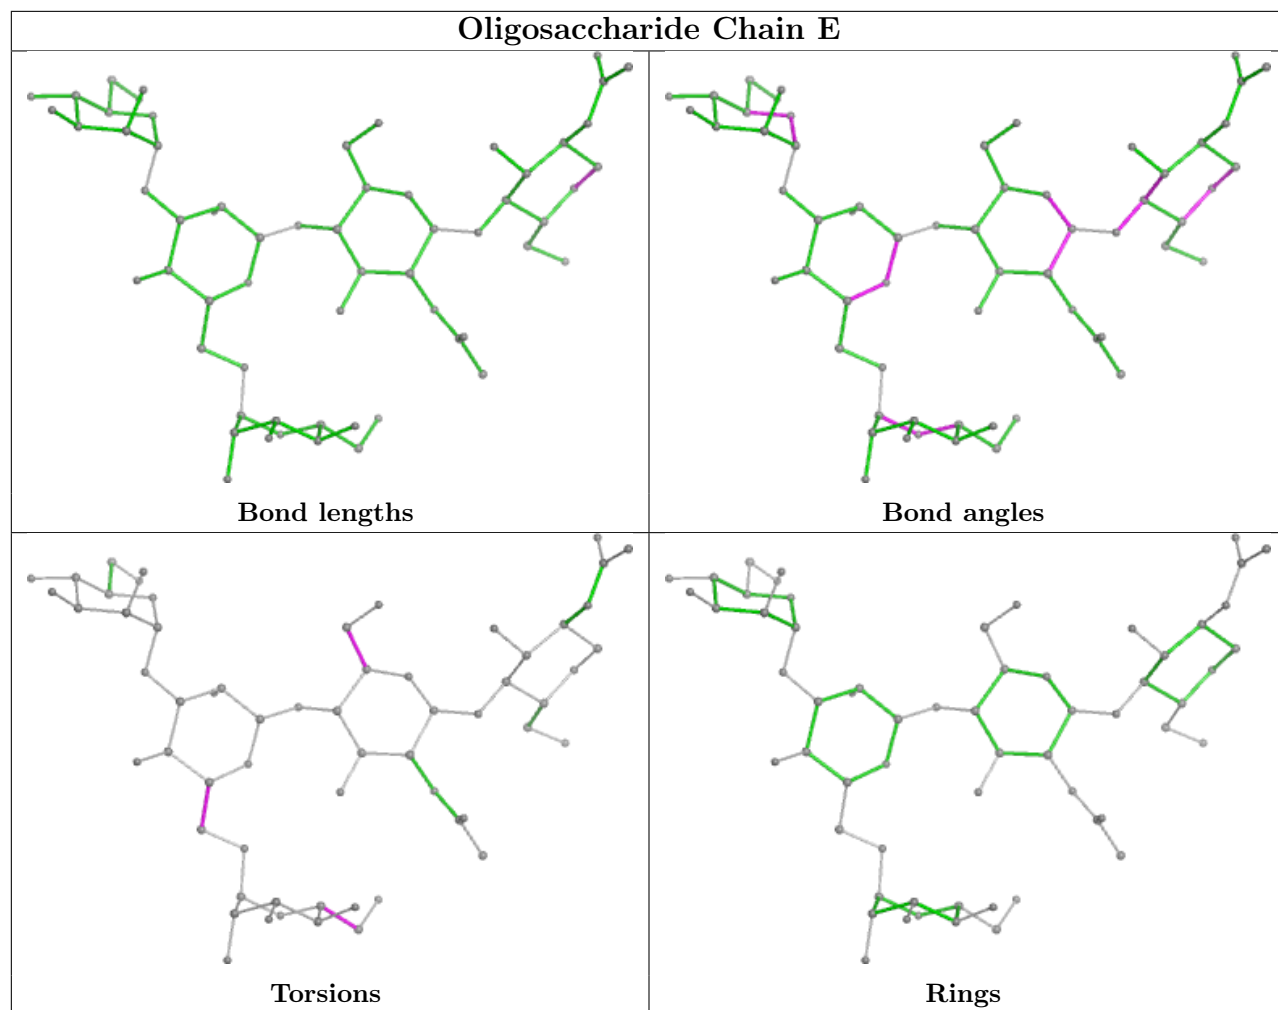 Oligosaccharide Chain E
Bond lengths
Bond angles
Torsions
Rings